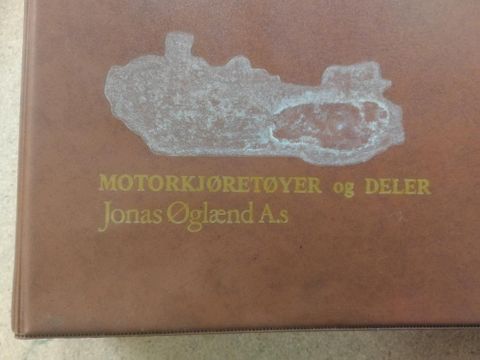 MOTORKJØRETØYER og DELER
Jonas Øglænd A.s